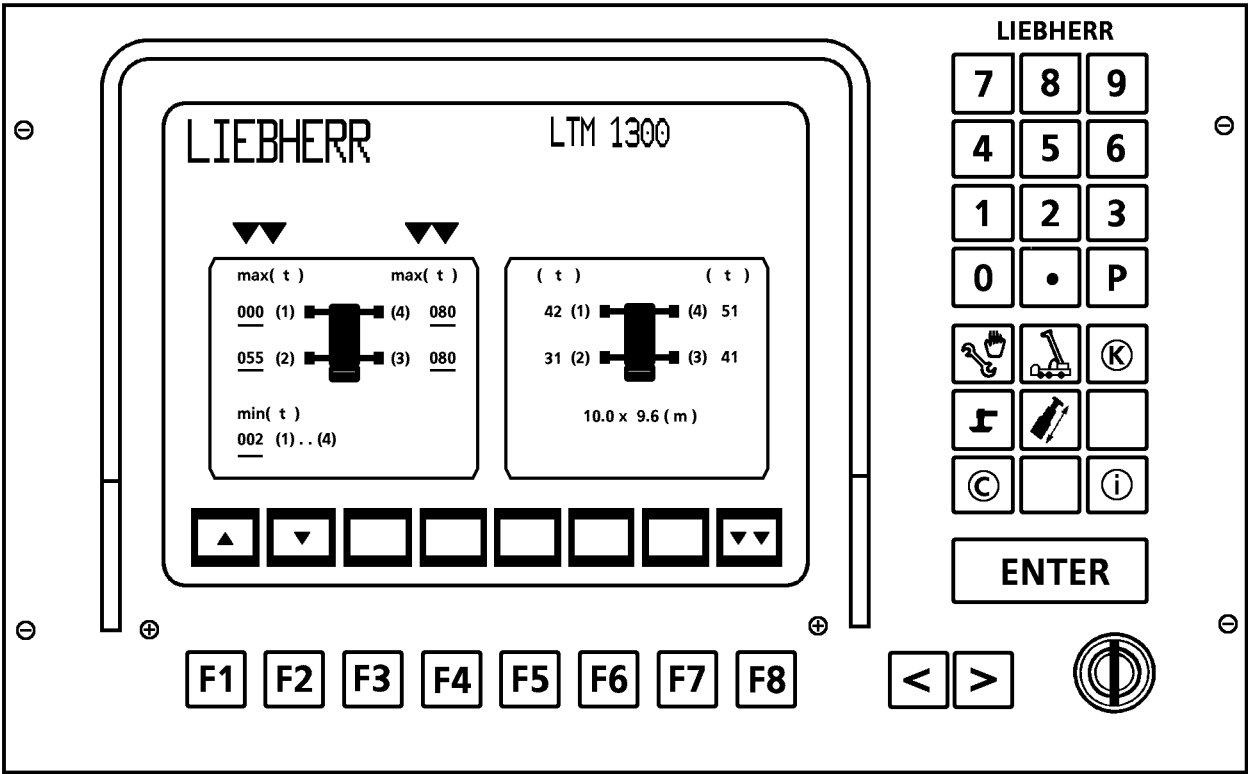 LIEBHERR
LIEBHERR LTM 1300
7 8 9
4 5 6
1 2 3
0 • P
max( t ) max( t )
000 (1) (4) 080
055 (2) (3) 080
min( t )
002 (1) . . (4)
( t ) ( t )
42 (1) (4) 51
31 (2) (3) 41
10.0 x 9.6 ( m )
K
C i
ENTER
F1 F2 F3 F4 F5 F6 F7 F8 < >